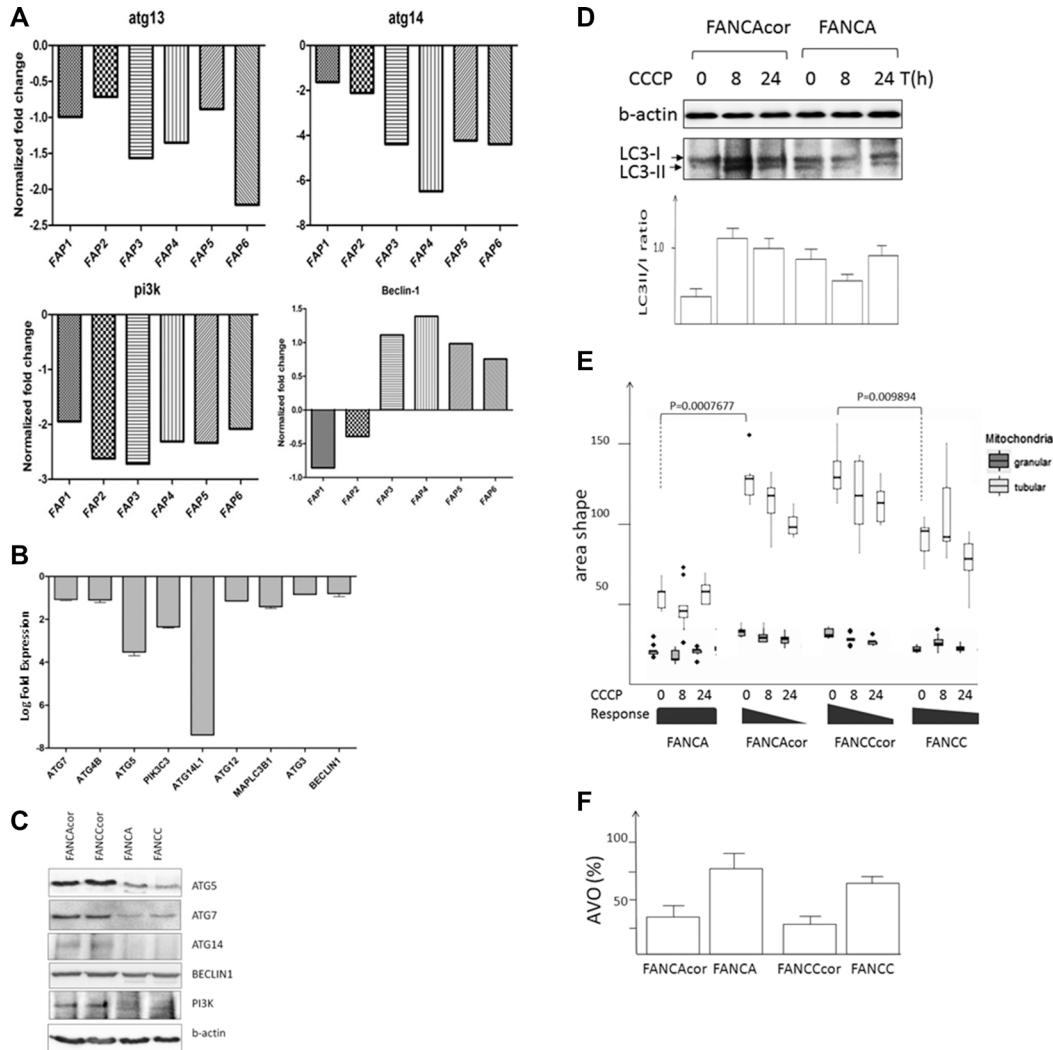 A
atg13
Normalized fold change
0.0
-0.5
-1.0
-1.5
-2.0
-2.5
FAP1 FAP2 FAP3 FAP4 FAP5 FAP6
atg14
Normalized fold change
0
-2
-4
-6
-8
FAP1 FAP2 FAP3 FAP4 FAP5 FAP6
pi3k
Normalized fold change
0
-1
-2
-3
FAP1 FAP2 FAP3 FAP4 FAP5 FAP6
Beclin-1
Normalized fold change
1.5
1.0
0.5
0.0
-0.5
-1.0
FAP1 FAP2 FAP3 FAP4 FAP5 FAP6
B
Log Fold Expression
0
2
4
6
8
ATG7 ATG4B ATG5 PIK3C3 ATG14L1 ATG12 MAPLC3B1 ATG3 BECLIN1
C
FANCAcor FANCCcor FANCA FANCC
ATG5
ATG7
ATG14
BECLIN1
PI3K
b-actin
D
FANCAcor FANCA
CCCP 0 8 24 0 8 24 T(h)
b-actin
LC3-I
LC3-II
LC3II/I ratio
1.0
E
P=0.0007677
P=0.009894
Mitochondria
granular
tubular
area shape
150
100
50
CCCP 0 8 24 0 8 24 0 8 24 0 8 24
Response
FANCA FANCAcor FANCCcor FANCC
F
AVO (%)
100
50
FANCAcor FANCA FANCCcor FANCC